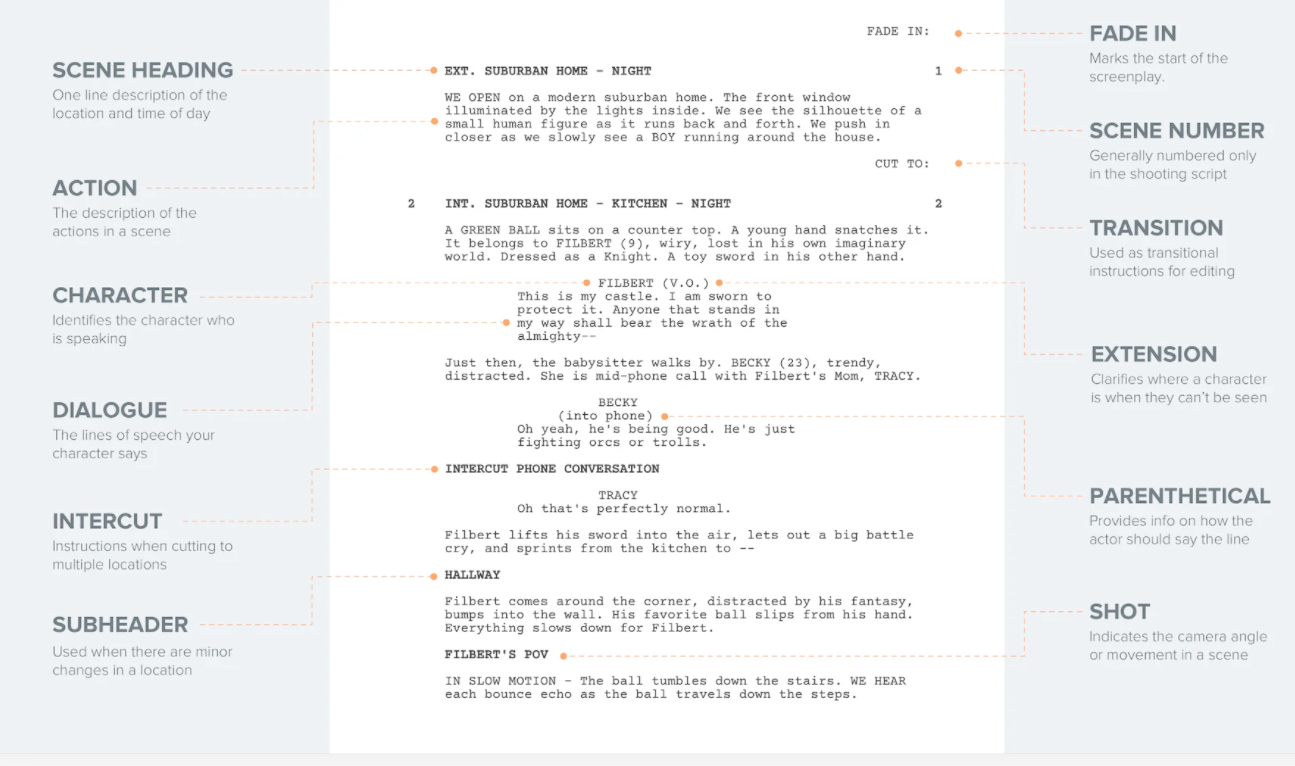 SCENE HEADING
One line description of the
location and time of day
ACTION
The description of the
actions in a scene
CHARACTER
Identifies the character who
is speaking
DIALOGUE
The lines of speech your
character says
INTERCUT
Instructions when cutting to
multiple locations
SUBHEADER
Used when there are minor
changes in a location
FADE IN:
EXT. SUBURBAN HOME - NIGHT 1
WE OPEN on a modern suburban home. The front window
illuminated by the lights inside. We see the silhouette of a
small human figure as it runs back and forth. We push in
closer as we slowly see a BOY running around the house.
CUT TO:
2 INT. SUBURBAN HOME - KITCHEN - NIGHT 2
A GREEN BALL sits on a counter top. A young hand snatches it.
It belongs to FILBERT (9), wiry, lost in his own imaginary
world. Dressed as a Knight. A toy sword in his other hand.
FILBERT (V.O.)
This is my castle. I am sworn to
protect it. Anyone that stands in
my way shall bear the wrath of the
almighty--
Just then, the babysitter walks by. BECKY (23), trendy,
distracted. She is mid-phone call with Filbert's Mom, TRACY.
BECKY
(into phone)
Oh yeah, he's being good. He's just
fighting orcs or trolls.
INTERCUT PHONE CONVERSATION
TRACY
Oh that's perfectly normal.
Filbert lifts his sword into the air, lets out a big battle
cry, and sprints from the kitchen to --
HALLWAY
Filbert comes around the corner, distracted by his fantasy,
bumps into the wall. His favorite ball slips from his hand.
Everything slows down for Filbert.
FILBERT'S POV
IN SLOW MOTION - The ball tumbles down the stairs. WE HEAR
each bounce echo as the ball travels down the steps.
FADE IN
Marks the start of the
screenplay.
SCENE NUMBER
Generally numbered only
in the shooting script
TRANSITION
Used as transitional
instructions for editing
EXTENSION
Clarifies where a character
is when they can't be seen
PARENTHETICAL
Provides info on how the
actor should say the line
SHOT
Indicates the camera angle
or movement in a scene